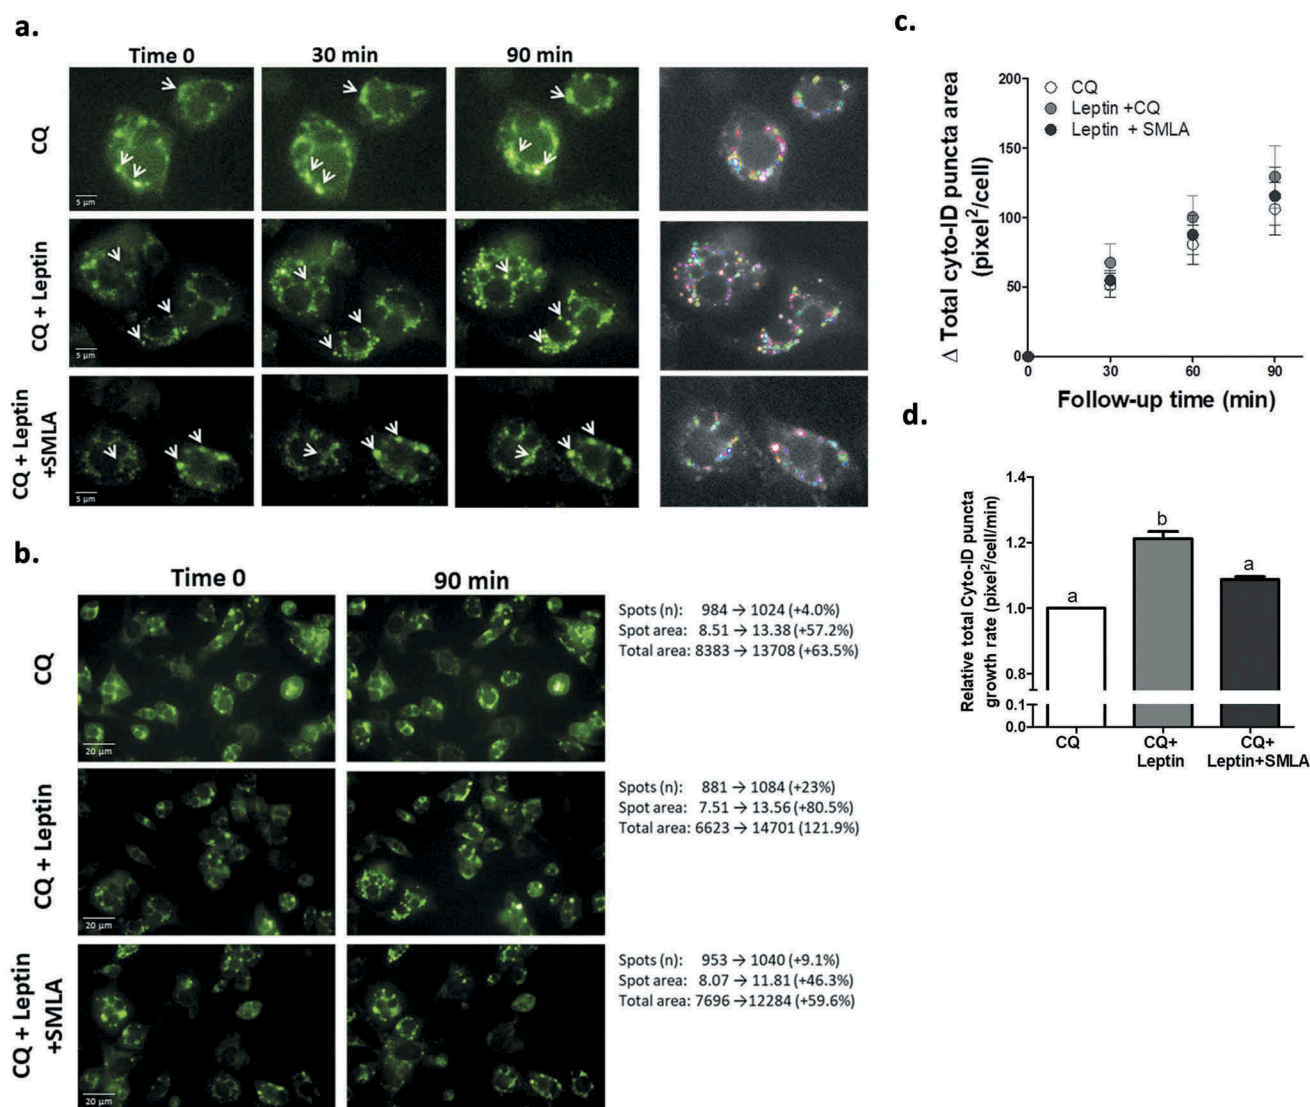 a.
Time 0 30 min 90 min
CQ
5 µm
CQ + Leptin
5 µm
CQ + Leptin
+SMLA
5 µm
b.
Time 0 90 min
CQ
20 µm
Spots (n): 984 → 1024 (+4.0%)
Spot area: 8.51 → 13.38 (+57.2%)
Total area: 8383 → 13708 (+63.5%)
CQ + Leptin
20 µm
Spots (n): 881 → 1084 (+23%)
Spot area: 7.51 → 13.56 (+80.5%)
Total area: 6623 → 14701 (121.9%)
CQ + Leptin
+SMLA
20 µm
Spots (n): 953 → 1040 (+9.1%)
Spot area: 8.07 → 11.81 (+46.3%)
Total area: 7696 →12284 (+59.6%)
c.
Δ Total cyto-ID puncta area
(pixel²/cell)
200
150
100
50
0
CQ
Leptin +CQ
Leptin + SMLA
0 30 60 90
Follow-up time (min)
d.
Relative total Cyto-ID puncta
growth rate (pixel²/cell/min)
1.4
1.2
1.0
0.8
0.1
0.0
a
b
a
CQ CQ+ CQ+
Leptin Leptin+SMLA